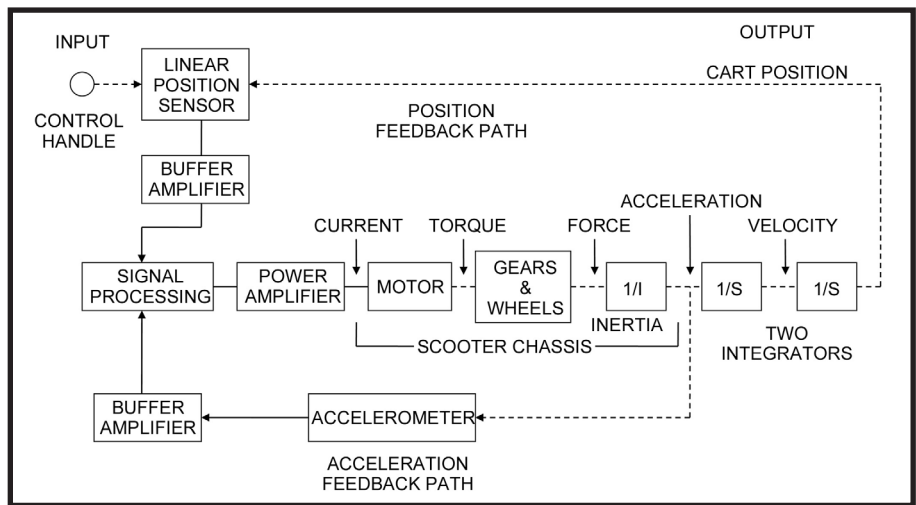 INPUT
OUTPUT
LINEAR
POSITION
SENSOR
CART POSITION
CONTROL
HANDLE
POSITION
FEEDBACK PATH
BUFFER
AMPLIFIER
CURRENT
TORQUE
FORCE
ACCELERATION
VELOCITY
SIGNAL
PROCESSING
POWER
AMPLIFIER
MOTOR
GEARS
&
WHEELS
1/I
1/S
1/S
INERTIA
SCOOTER CHASSIS
TWO
INTEGRATORS
BUFFER
AMPLIFIER
ACCELEROMETER
ACCELERATION
FEEDBACK PATH